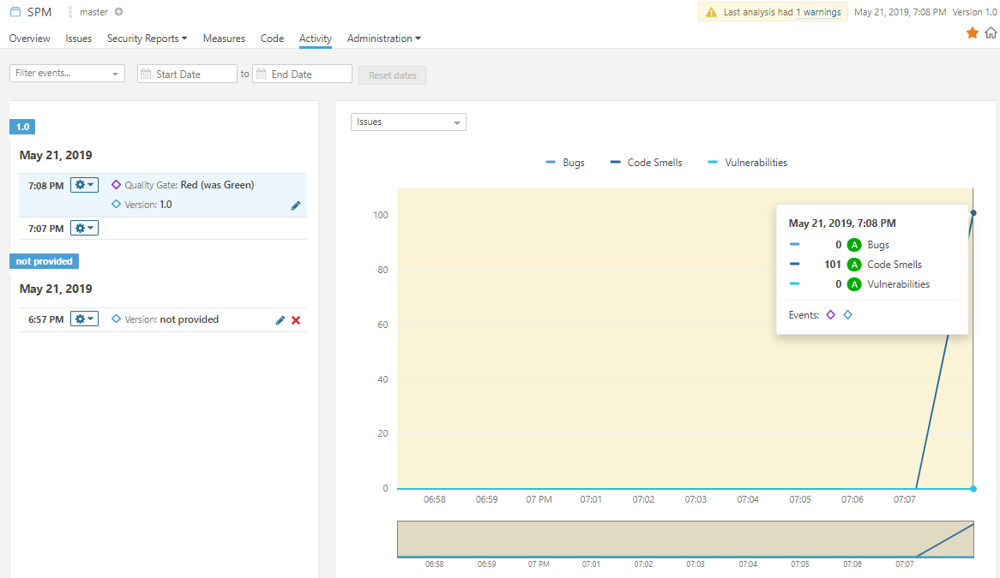 SPM master Last analysis had 1 warnings May 21, 2019, 7:08 PM Version 1.0
Overview Issues Security Reports Measures Code Activity Administration
Filter events... Start Date to End Date Reset dates
1.0
May 21, 2019
7:08 PM Quality Gate: Red (was Green)
Version: 1.0
7:07 PM
not provided
May 21, 2019
6:57 PM Version: not provided
Issues
Bugs Code Smells Vulnerabilities
100
80
60
40
20
0
May 21, 2019, 7:08 PM
0 A Bugs
101 A Code Smells
0 A Vulnerabilities
Events:
06:58 06:59 07 PM 07:01 07:02 07:03 07:04 07:05 07:06 07:07
06:58 06:59 07 PM 07:01 07:02 07:03 07:04 07:05 07:06 07:07